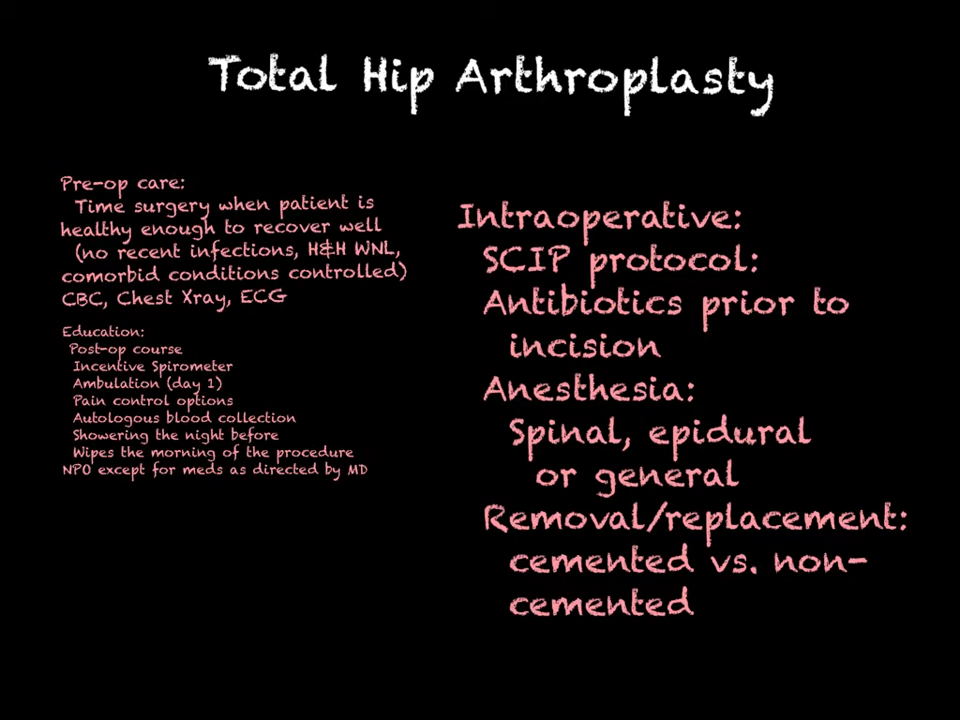 Total Hip Arthroplasty
Pre-op care:
Time surgery when patient is
healthy enough to recover well
(no recent infections, H&H WNL,
comorbid conditions controlled)
CBC, Chest Xray, ECG
Education:
Post-op course
Incentive Spirometer
Ambulation (day 1)
Pain control options
Autologous blood collection
Showering the night before
Wipes the morning of the procedure
NPO except for meds as directed by MD
Intraoperative:
SCIP protocol:
Antibiotics prior to
incision
Anesthesia:
Spinal, epidural
or general
Removal/replacement:
cemented vs. non-
cemented